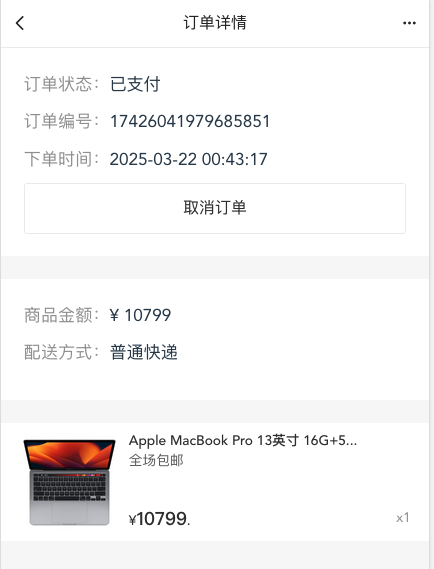 订单详情
订单状态：已支付
订单编号：17426041979685851
下单时间：2025-03-22 00:43:17
取消订单
商品金额：¥ 10799
配送方式：普通快递
Apple MacBook Pro 13英寸 16G+5...
全场包邮
¥10799.
x1